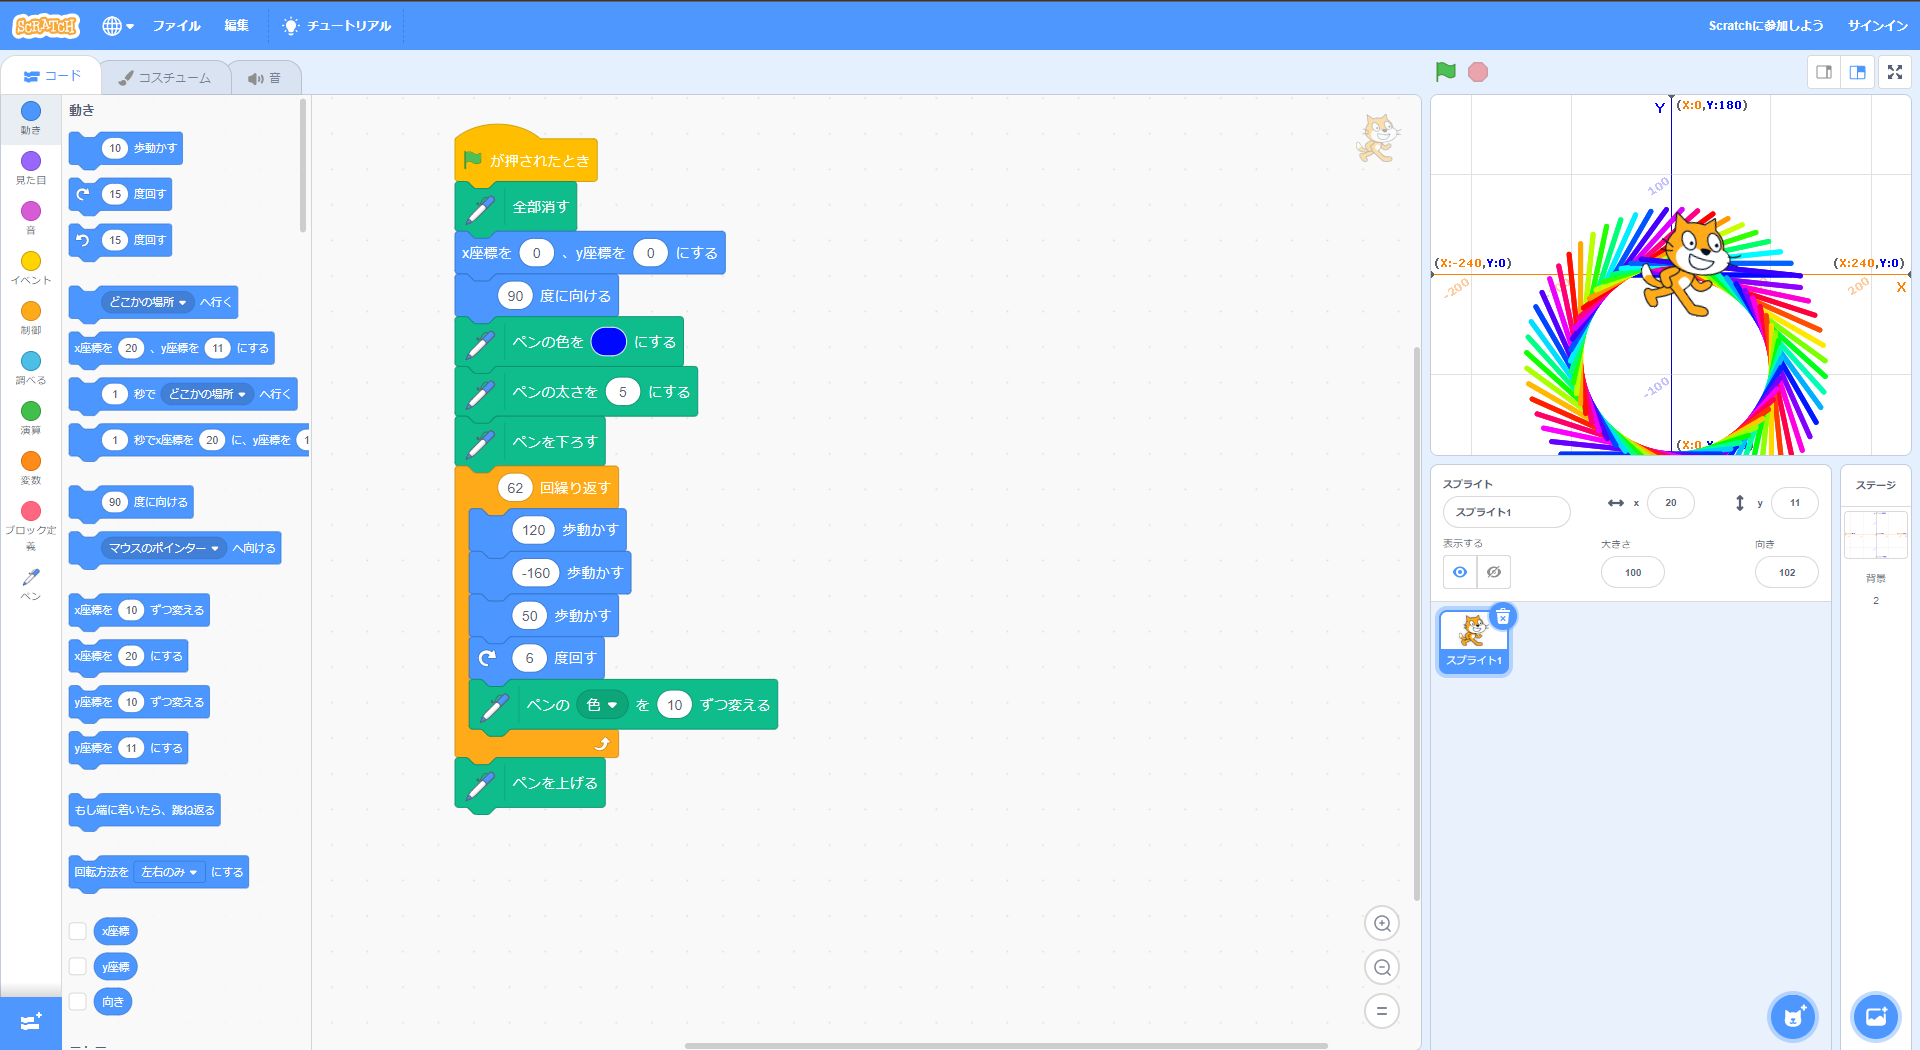 SCRATCH
ファイル
編集
チュートリアル
Scratchに参加しよう
サインイン
コード
コスチューム
音
動き
見た目
音
イベント
制御
調べる
演算
変数
ブロック定
義
ペン
動き
10 歩動かす
15 度回す
15 度回す
どこかの場所 へ行く
x座標を 20 、y座標を 11 にする
1 秒で どこかの場所 へ行く
1 秒でx座標を 20 に、y座標を 1
90 度に向ける
マウスのポインター へ向ける
x座標を 10 ずつ変える
x座標を 20 にする
y座標を 10 ずつ変える
y座標を 11 にする
もし端に着いたら、跳ね返る
回転方法を 左右のみ にする
x座標
y座標
向き
が押されたとき
全部消す
x座標を 0 、y座標を 0 にする
90 度に向ける
ペンの色を にする
ペンの太さを 5 にする
ペンを下ろす
62 回繰り返す
120 歩動かす
-160 歩動かす
50 歩動かす
6 度回す
ペンの 色 を 10 ずつ変える
ペンを上げる
Y (X:0,Y:180)
100
(X:-240,Y:0)
(X:240,Y:0)
-200
200
X
-100
(X:0,
スプライト
スプライト1
x 20
y 11
表示する
大きさ
100
向き
102
スプライト1
ステージ
背景
2